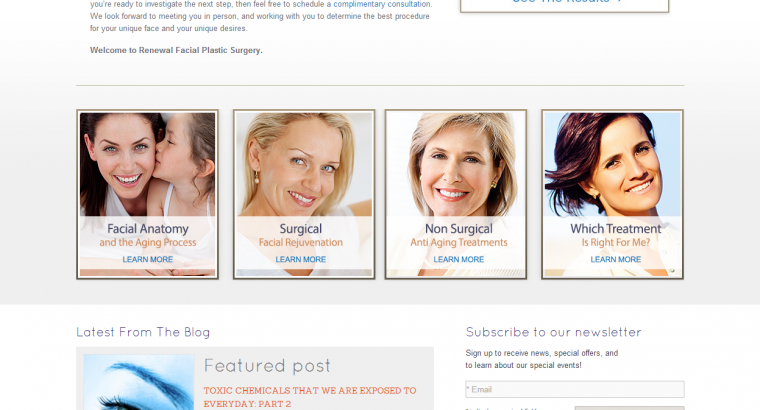 you're ready to investigate the next step, then feel free to schedule a complimentary consultation.
We look forward to meeting you in person, and working with you to determine the best procedure
for your unique face and your unique desires.
Welcome to Renewal Facial Plastic Surgery.
Facial Anatomy
and the Aging Process
LEARN MORE
Surgical
Facial Rejuvenation
LEARN MORE
Non Surgical
Anti Aging Treatments
LEARN MORE
Which Treatment
Is Right For Me?
LEARN MORE
Latest From The Blog
Featured post
TOXIC CHEMICALS THAT WE ARE EXPOSED TO
EVERYDAY: PART 2
Subscribe to our newsletter
Sign up to receive news, special offers, and
to learn about our special events!
* Email